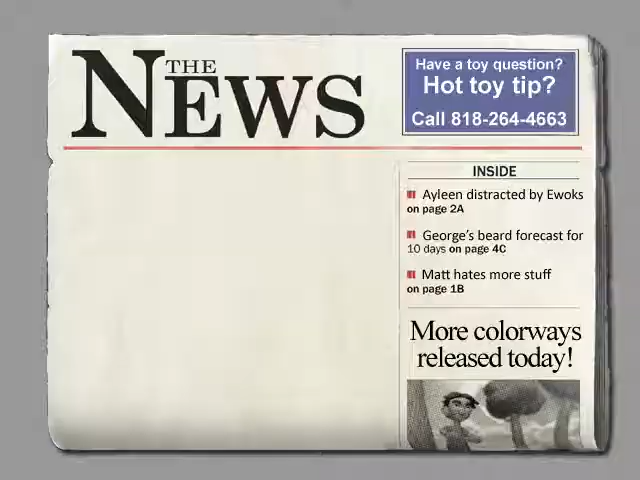 THE
NEWS
Have a toy question?
Hot toy tip?
Call 818-264-4663
INSIDE
Ayleen distracted by Ewoks
on page 2A
George's beard forecast for
10 days on page 4C
Matt hates more stuff
on page 1B
More colorways
released today!